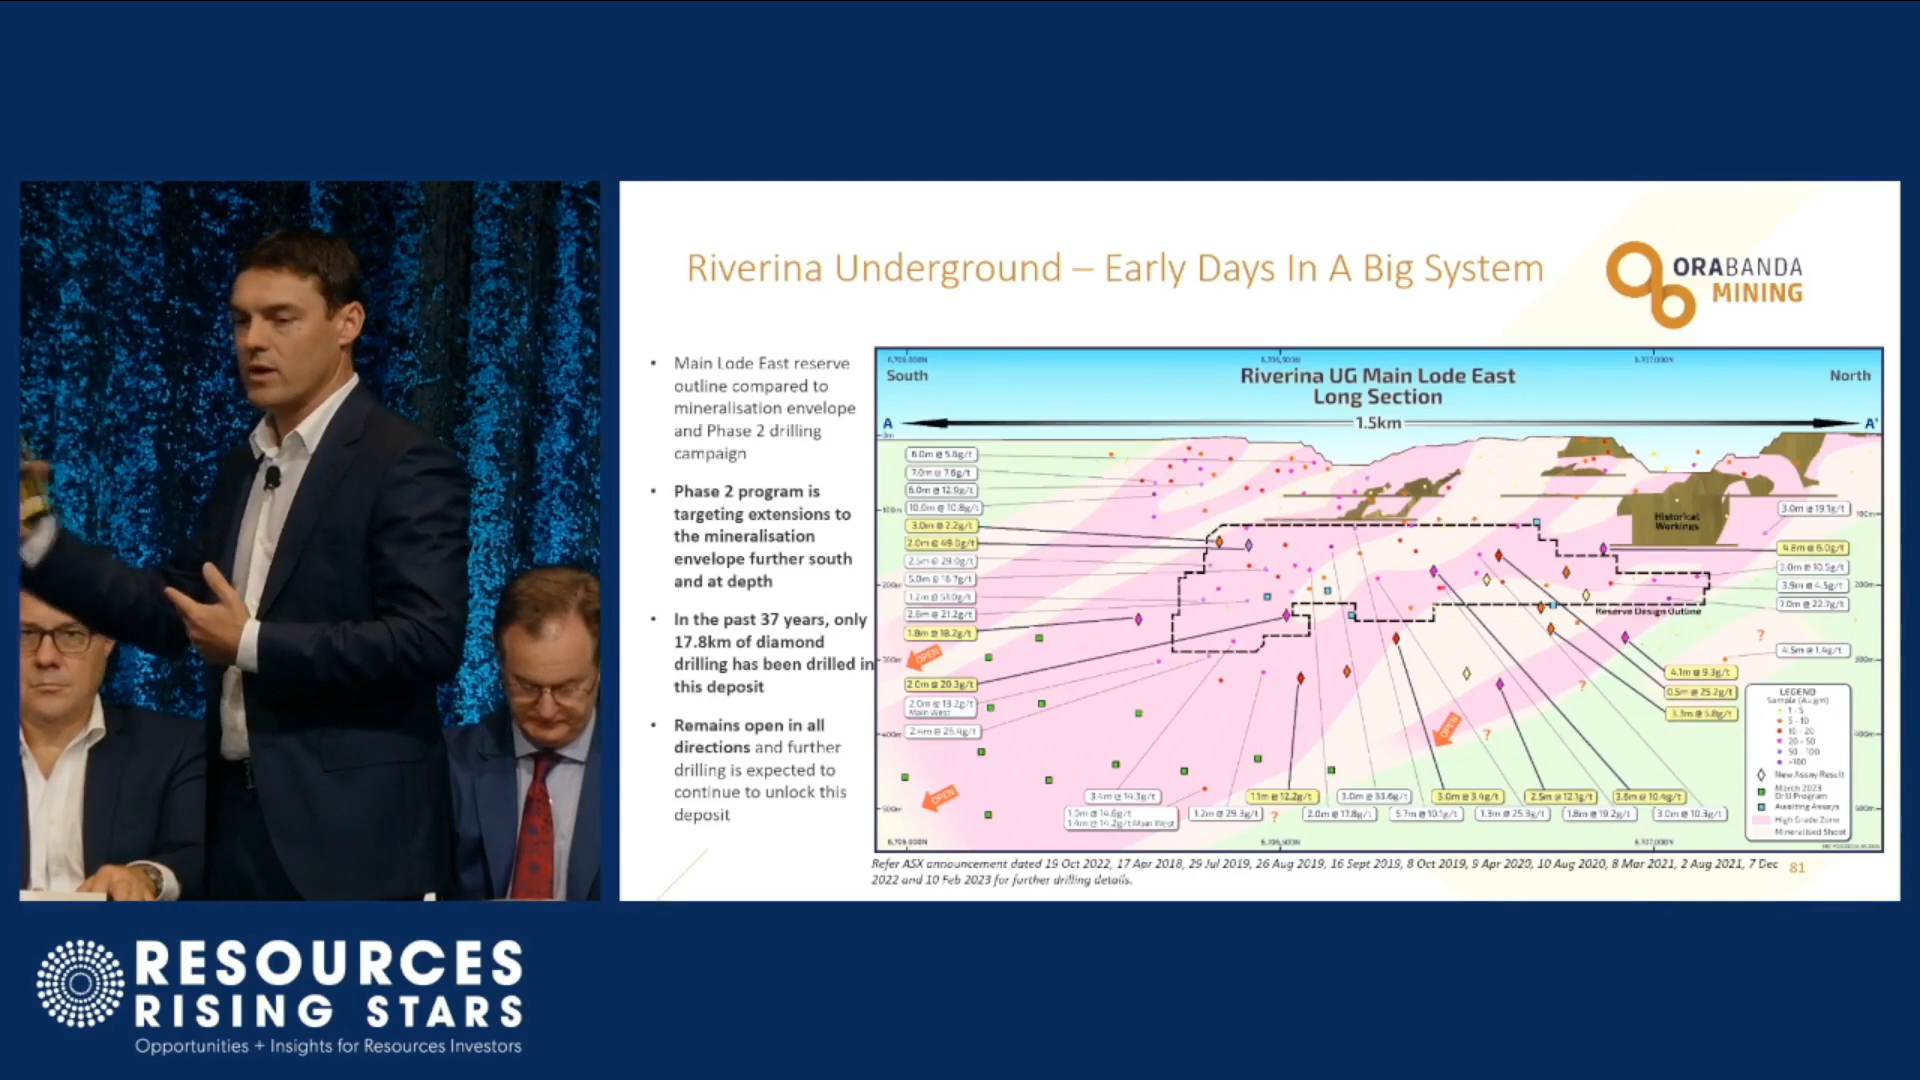 Riverina Underground – Early Days In A Big System
ORABANDA
MINING
• Main Lode East reserve
outline compared to
mineralisation envelope
and Phase 2 drilling
campaign
• Phase 2 program is
targeting extensions to
the mineralisation
envelope further south
and at depth
• In the past 37 years, only
17.8km of diamond
drilling has been drilled in
this deposit
• Remains open in all
directions and further
drilling is expected to
continue to unlock this
deposit
6,706,500N
6,707,000N
South
Riverina UG Main Lode East
Long Section
North
A
1.5km
A'
7.0m @ 7.6g/t
6.0m @ 12.9g/t
10.0m @ 10.8g/t
3.0m @ 2.2g/t
2.0m @ 49.0g/t
2.5m @ 29.0g/t
5.0m @ 16.7g/t
2.6m @ 21.2g/t
1.8m @ 18.2g/t
OPEN
2.0m @ 20.3g/t
2.0m @ 13.2g/t
Main West
2.4m @ 25.4g/t
OPEN
Historical
Workings
3.0m @ 19.1g/t
4.8m @ 6.0g/t
3.0m @ 10.5g/t
3.9m @ 4.5g/t
7.0m @ 22.7g/t
Reserve Design Outline
?
4.5m @ 1.4g/t
4.1m @ 9.3g/t
0.5m @ 25.2g/t
3.3m @ 5.8g/t
?
OPEN
?
3.4m @ 14.3g/t
1.0m @ 14.6g/t
1.4m @ 14.2g/t Main West
1.2m @ 29.3g/t
?
1.1m @ 12.2g/t
2.0m @ 11.8g/t
3.0m @ 33.6g/t
5.7m @ 10.1g/t
3.0m @ 3.4g/t
1.3m @ 25.3g/t
2.5m @ 12.1g/t
1.8m @ 19.2g/t
3.6m @ 10.4g/t
3.0m @ 10.3g/t
LEGEND
Sample (Au gm)
1 - 5
5 - 10
10 - 20
20 - 50
50 - 100
>100
New Assay Result
March 2023
Drill Program
Awaiting Assays
High Grade Zone
Mineralised Shoot
Refer ASX announcement dated 19 Oct 2022, 17 Apr 2018, 29 Jul 2019, 26 Aug 2019, 16 Sept 2019, 8 Oct 2019, 9 Apr 2020, 10 Aug 2020, 8 Mar 2021, 2 Aug 2021, 7 Dec
2022 and 10 Feb 2023 for further drilling details.
81
RESOURCES
RISING STARS
Opportunities + Insights for Resources Investors